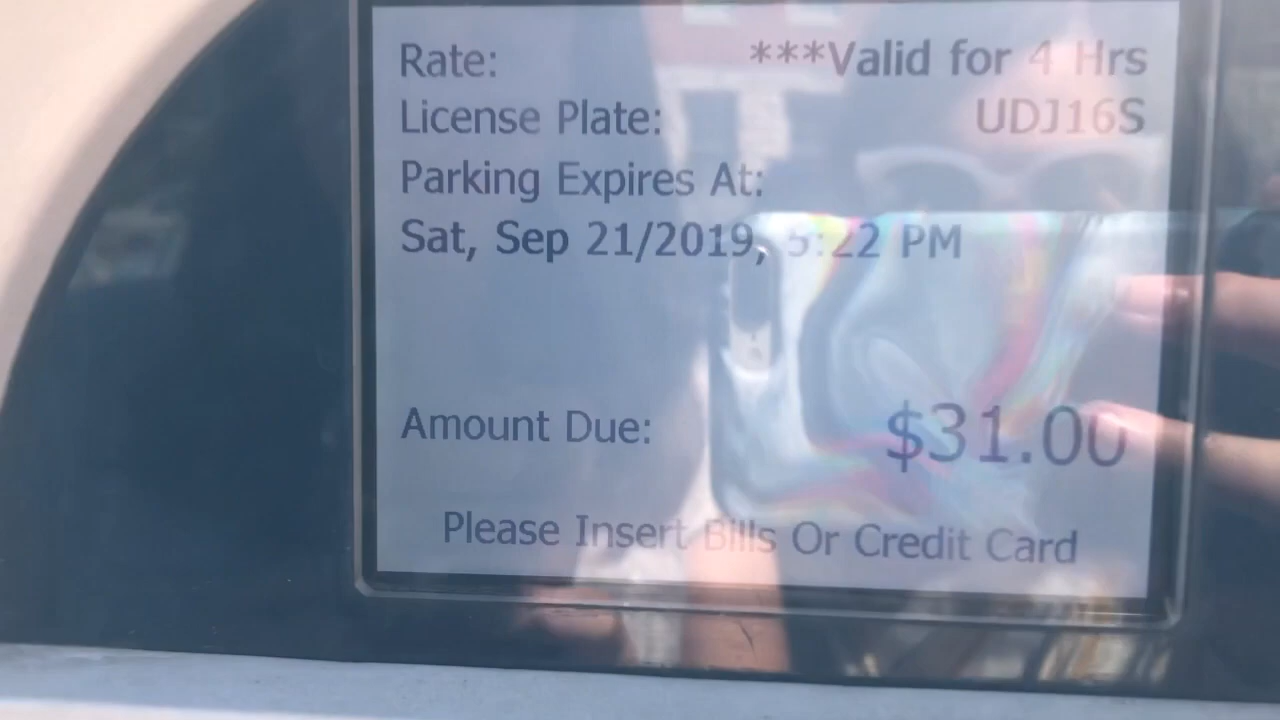 Rate: ***Valid for 4 Hrs
License Plate: UDJ16S
Parking Expires At:
Sat, Sep 21/2019, 5:22 PM
Amount Due: $31.00
Please Insert Bills Or Credit Card